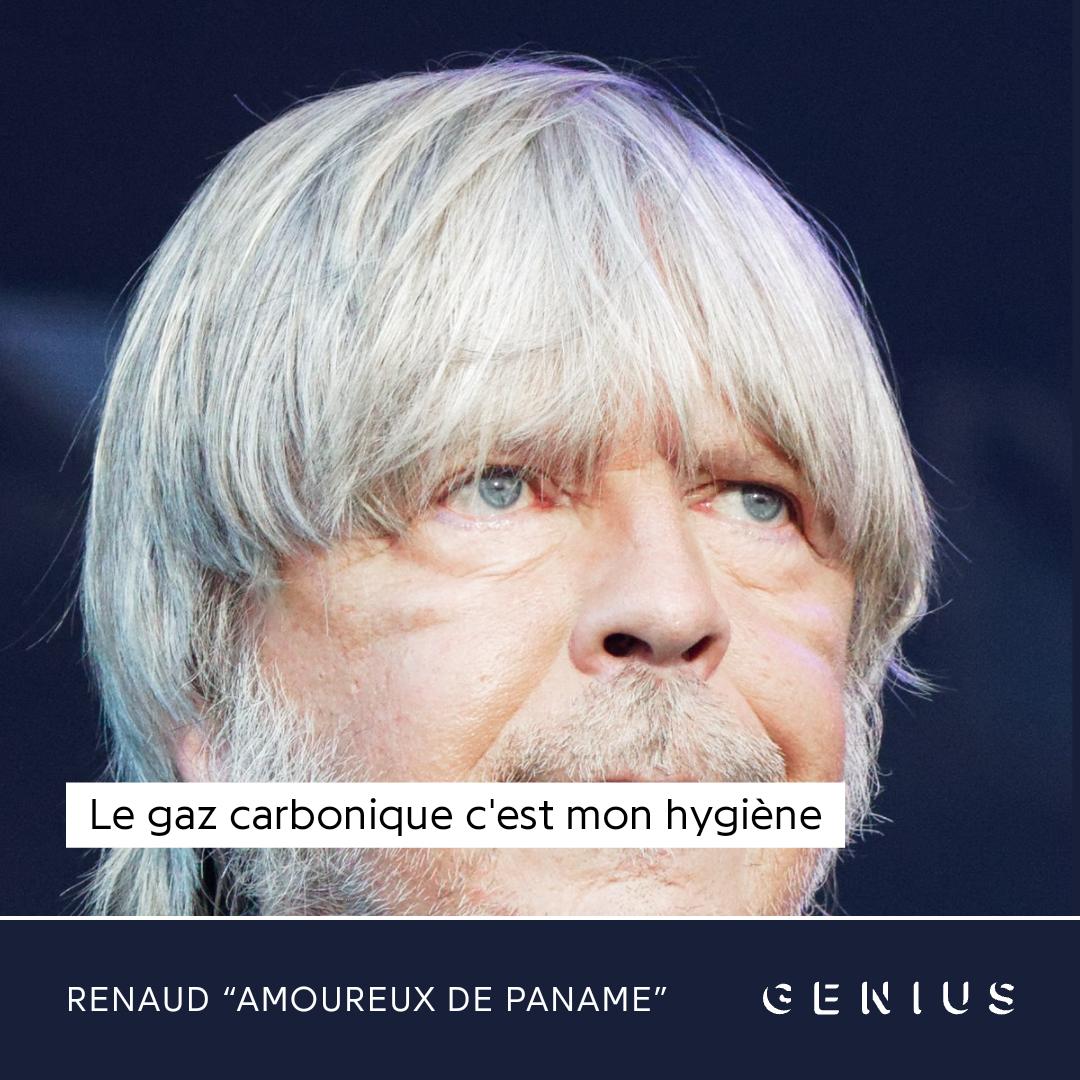 Le gaz carbonique c'est mon hygiène
RENAUD “AMOUREUX DE PANAME”
GENIUS